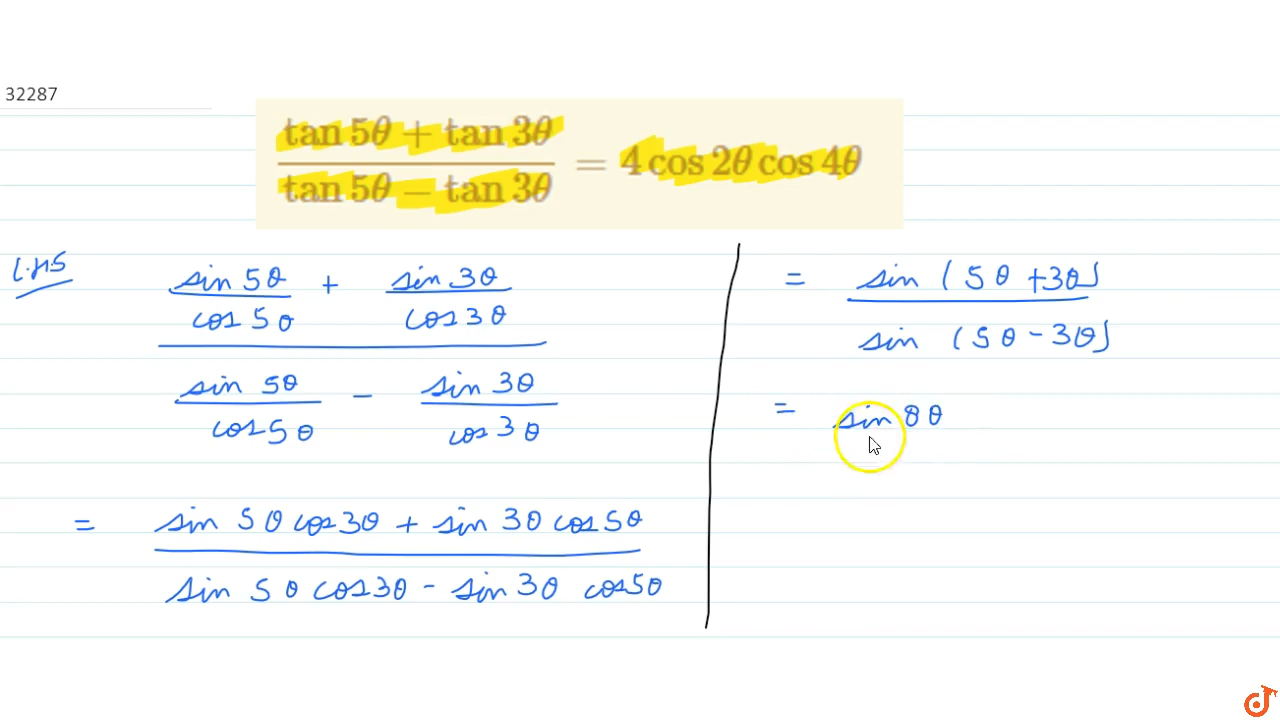 32287
tan 5θ + tan 3θ
tan 5θ − tan 3θ
= 4 cos 2θ cos 4θ
L.H.S
sin 5θ + sin 3θ
cos 5θ cos 3θ
sin 5θ − sin 3θ
cos 5θ cos 3θ
= sin 5θ cos 3θ + sin 3θ cos 5θ
sin 5θ cos 3θ − sin 3θ cos 5θ
= sin (5θ + 3θ)
sin (5θ − 3θ)
= sin 8θ